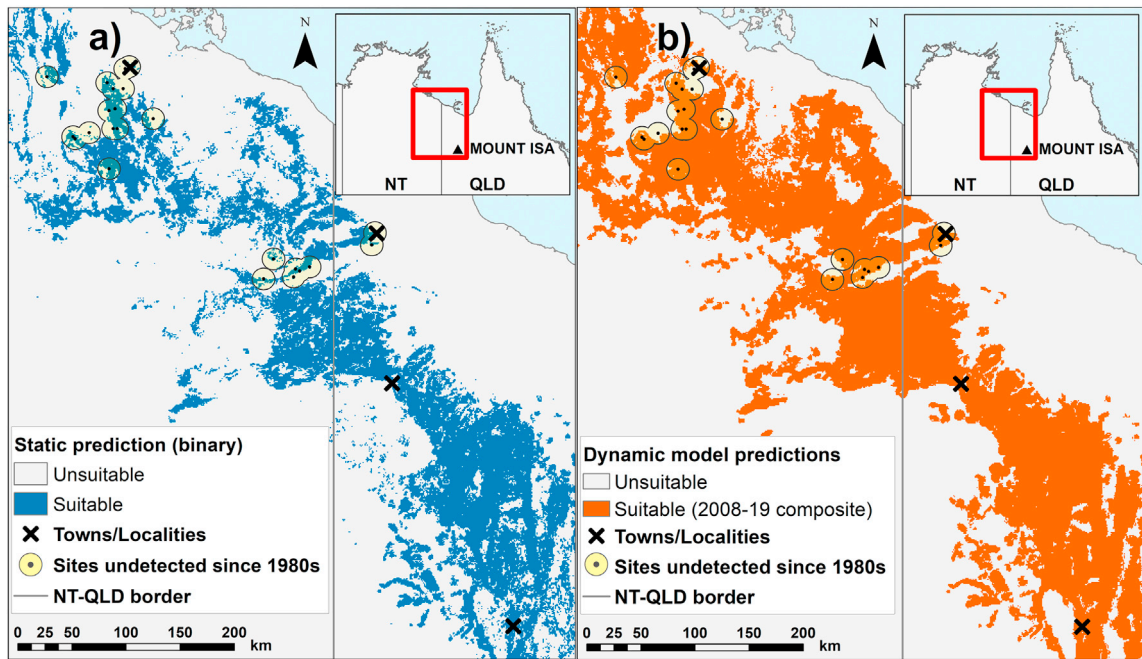 a)
N
MOUNT ISA
NT
QLD
Static prediction (binary)
Unsuitable
Suitable
Towns/Localities
Sites undetected since 1980s
NT-QLD border
0 25 50 100 150 200
km
b)
N
MOUNT ISA
NT
QLD
Dynamic model predictions
Unsuitable
Suitable (2008-19 composite)
Towns/Localities
Sites undetected since 1980s
NT-QLD border
0 25 50 100 150 200
km